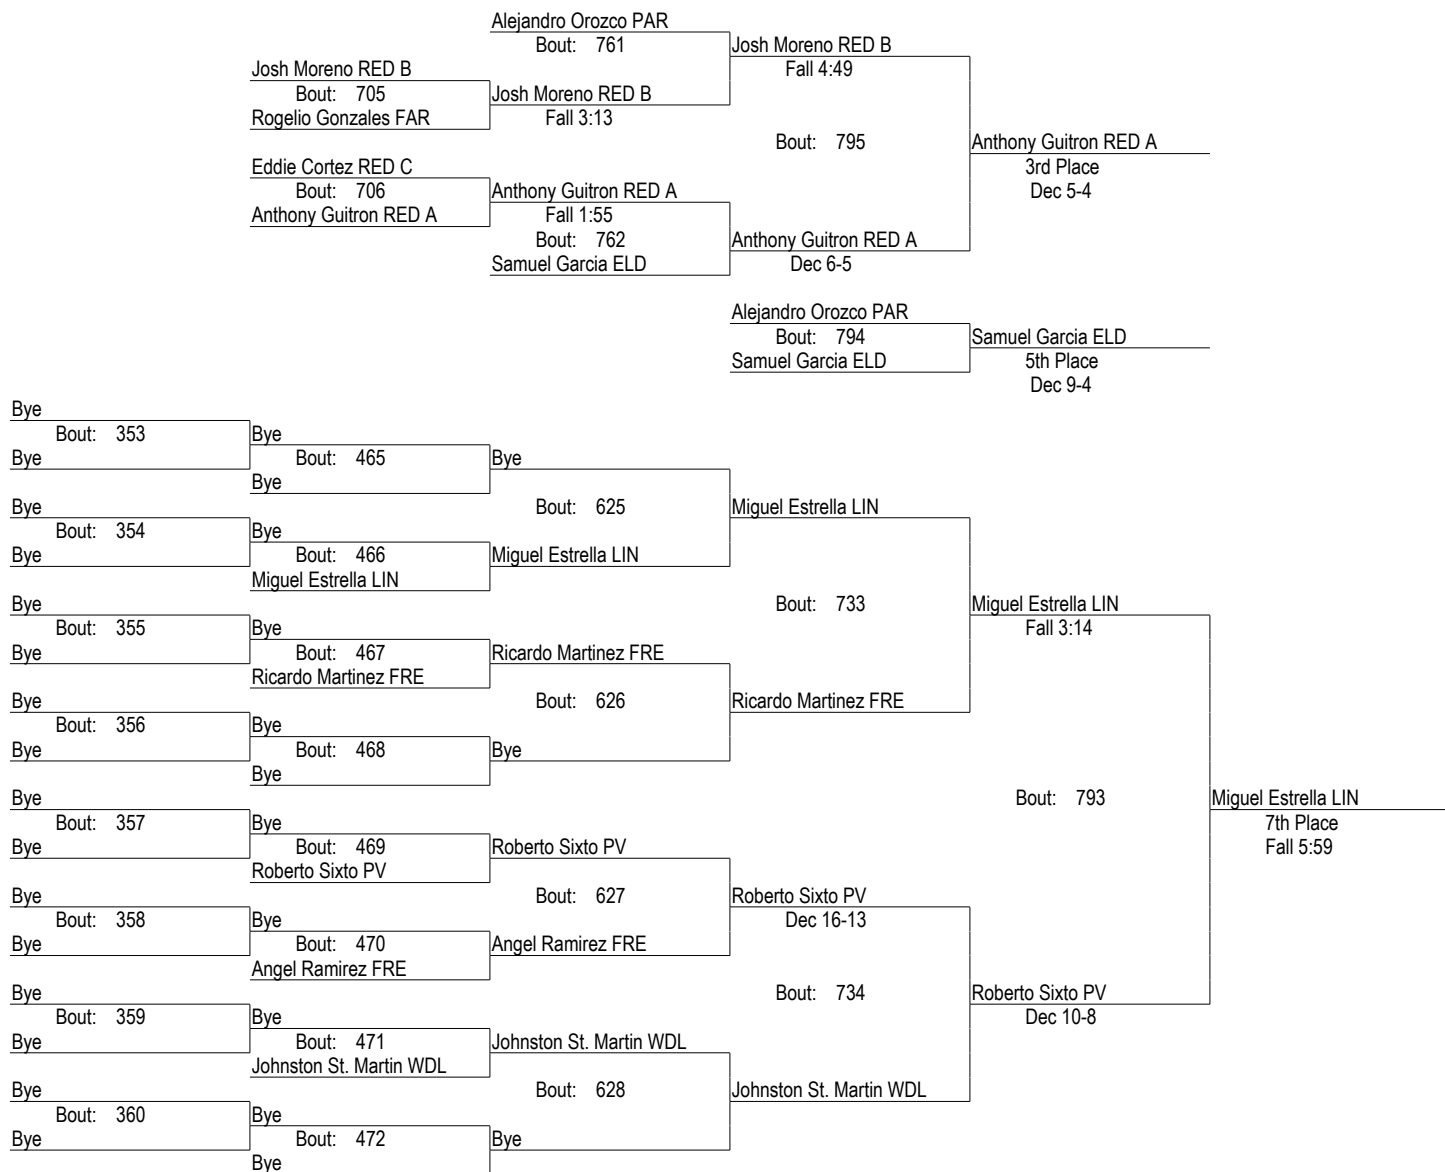 Alejandro Orozco PAR
Bout: 761
Josh Moreno RED B
Fall 4:49
Josh Moreno RED B
Bout: 705
Josh Moreno RED B
Rogelio Gonzales FAR
Fall 3:13
Bout: 795
Anthony Guitron RED A
3rd Place
Dec 5-4
Eddie Cortez RED C
Bout: 706
Anthony Guitron RED A
Anthony Guitron RED A
Fall 1:55
Bout: 762
Anthony Guitron RED A
Samuel Garcia ELD
Dec 6-5
Alejandro Orozco PAR
Bout: 794
Samuel Garcia ELD
Samuel Garcia ELD
5th Place
Dec 9-4
Bye
Bout: 353
Bye
Bye
Bout: 465
Bye
Bye
Bye
Bout: 625
Miguel Estrella LIN
Bout: 354
Bye
Bye
Bout: 466
Miguel Estrella LIN
Miguel Estrella LIN
Bye
Bout: 733
Miguel Estrella LIN
Bout: 355
Bye
Fall 3:14
Bye
Bout: 467
Ricardo Martinez FRE
Ricardo Martinez FRE
Bye
Bout: 626
Ricardo Martinez FRE
Bout: 356
Bye
Bye
Bout: 468
Bye
Bye
Bye
Bout: 793
Miguel Estrella LIN
Bout: 357
Bye
7th Place
Bye
Bout: 469
Roberto Sixto PV
Fall 5:59
Roberto Sixto PV
Bye
Bout: 627
Roberto Sixto PV
Bout: 358
Bye
Dec 16-13
Bye
Bout: 470
Angel Ramirez FRE
Angel Ramirez FRE
Bye
Bout: 734
Roberto Sixto PV
Bout: 359
Bye
Dec 10-8
Bye
Bout: 471
Johnston St. Martin WDL
Johnston St. Martin WDL
Bye
Bout: 628
Johnston St. Martin WDL
Bout: 360
Bye
Bye
Bout: 472
Bye
Bye